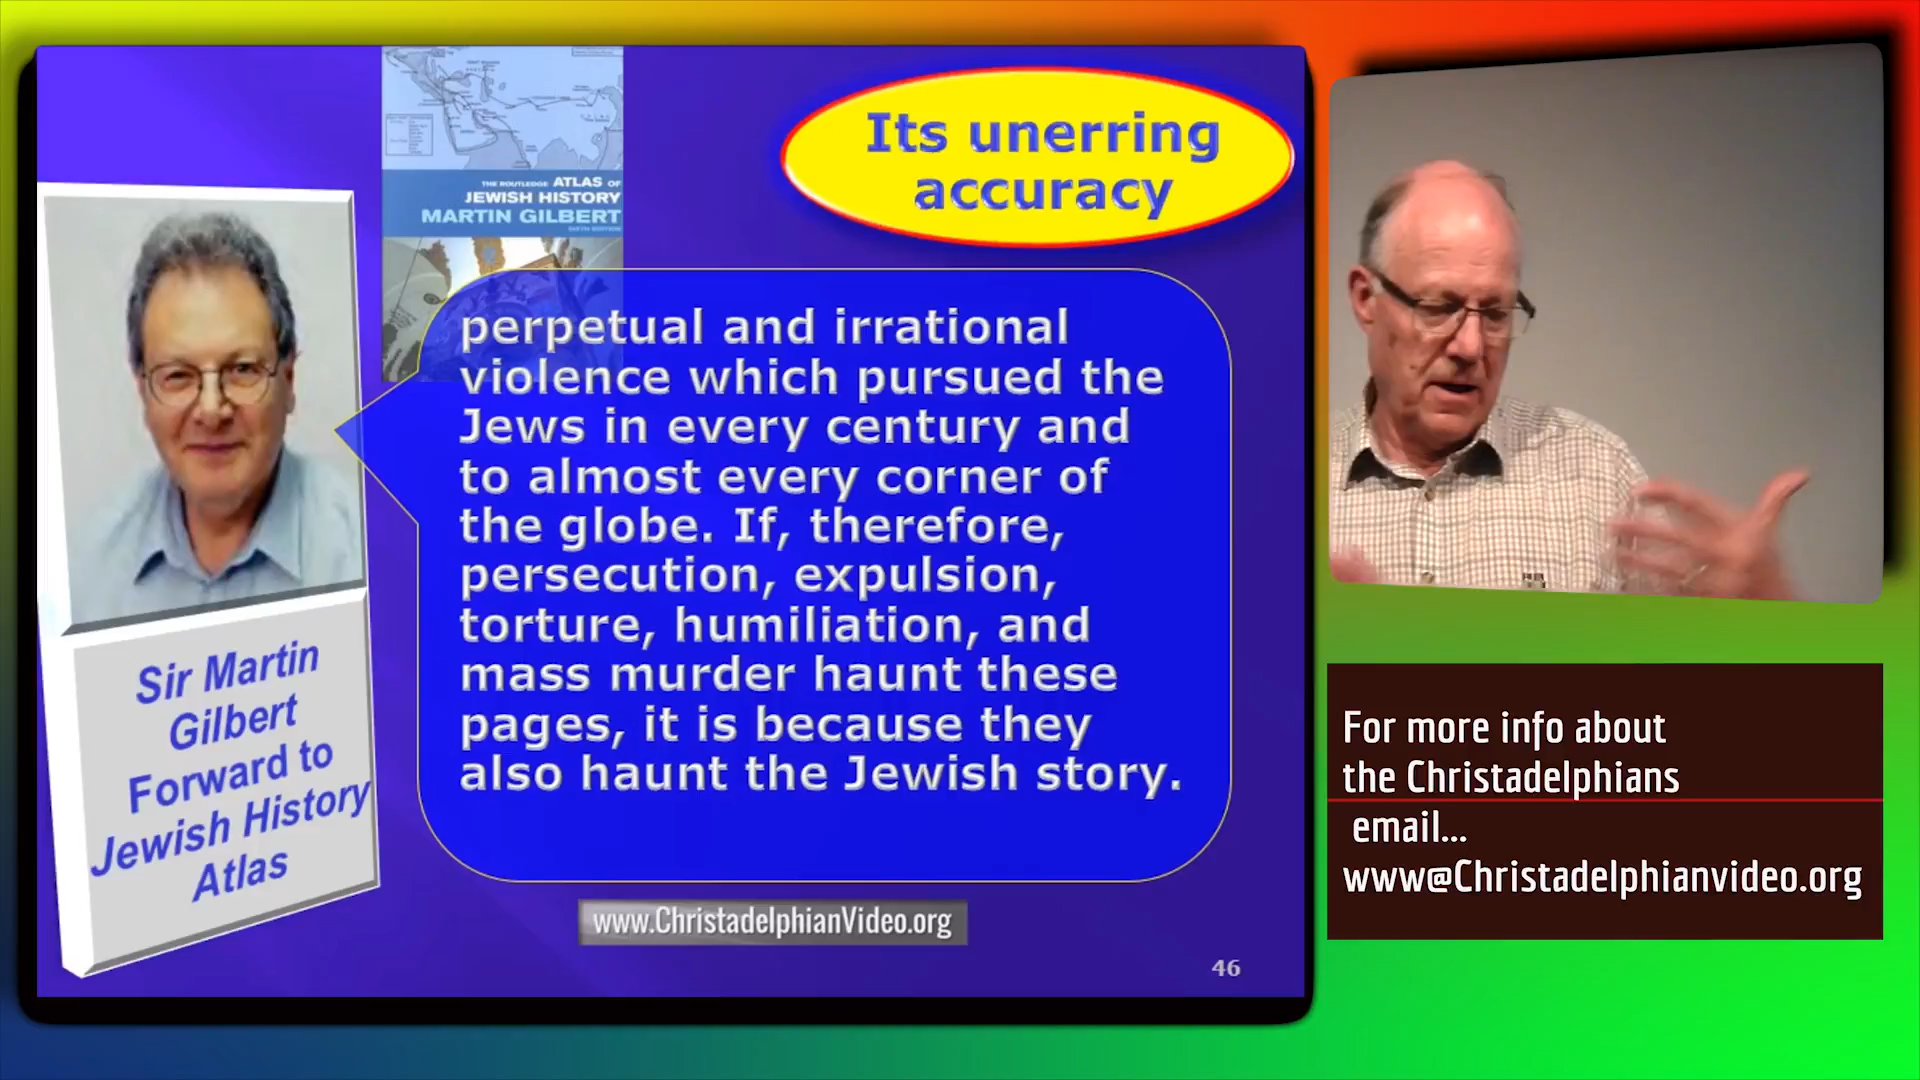 Its unerring
accuracy
THE ROUTLEDGE ATLAS OF
JEWISH HISTORY
MARTIN GILBERT
SIXTH EDITION
perpetual and irrational
violence which pursued the
Jews in every century and
to almost every corner of
the globe. If, therefore,
persecution, expulsion,
torture, humiliation, and
mass murder haunt these
pages, it is because they
also haunt the Jewish story.
Sir Martin
Gilbert
Forward to
Jewish History
Atlas
www.ChristadelphianVideo.org
46
For more info about
the Christadelphians
email...
www@Christadelphianvideo.org